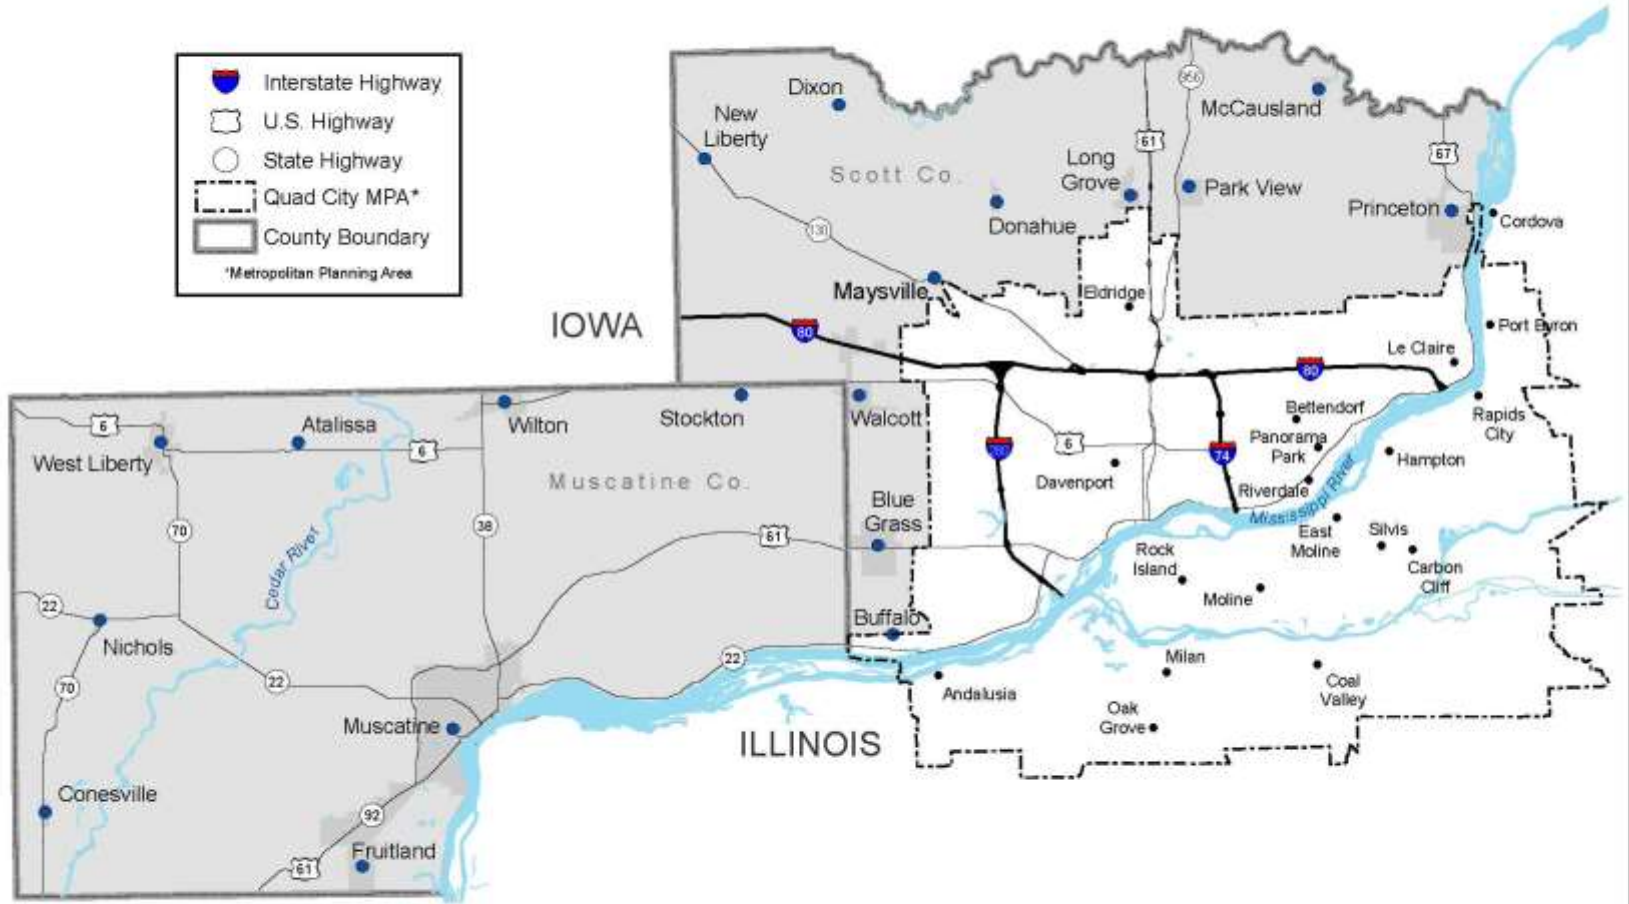 Interstate Highway
U.S. Highway
State Highway
Quad City MPA*
County Boundary
*Metropolitan Planning Area
IOWA
ILLINOIS
Scott Co.
Muscatine Co.
Dixon
New
Liberty
McCausland
956
61
67
Long
Grove
Park View
Princeton
Cordova
Donahue
130
Maysville
Eldridge
Port Byron
Le Claire
80
80
Bettendorf
Rapids
City
Panorama
Park
Hampton
6
74
280
Davenport
Riverdale
Mississippi River
East
Moline
Silvis
Carbon
Cliff
Rock
Island
Moline
Milan
Coal
Valley
Oak
Grove
Andalusia
Walcott
Blue
Grass
Buffalo
Stockton
Wilton
Atalissa
6
6
West Liberty
70
38
61
Cedar River
22
Nichols
22
22
70
Muscatine
Conesville
92
Fruitland
61